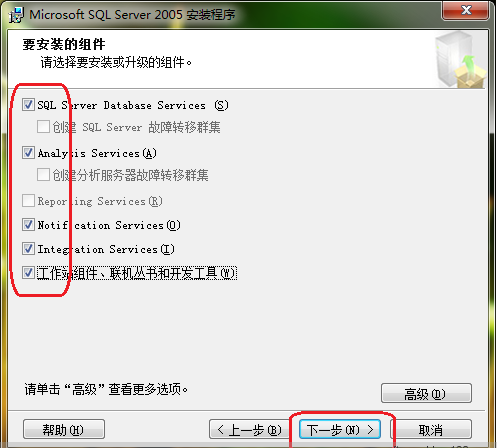 Microsoft SQL Server 2005 安装程序
要安装的组件
请选择要安装或升级的组件。
SQL Server Database Services (S)
创建 SQL Server 故障转移群集
Analysis Services(A)
创建分析服务器故障转移群集
Reporting Services(R)
Notification Services(O)
Integration Services(I)
工作站组件、联机丛书和开发工具(W)
请单击“高级”查看更多选项。
高级(D)
帮助(H)
< 上一步(B)
下一步(N) >
取消